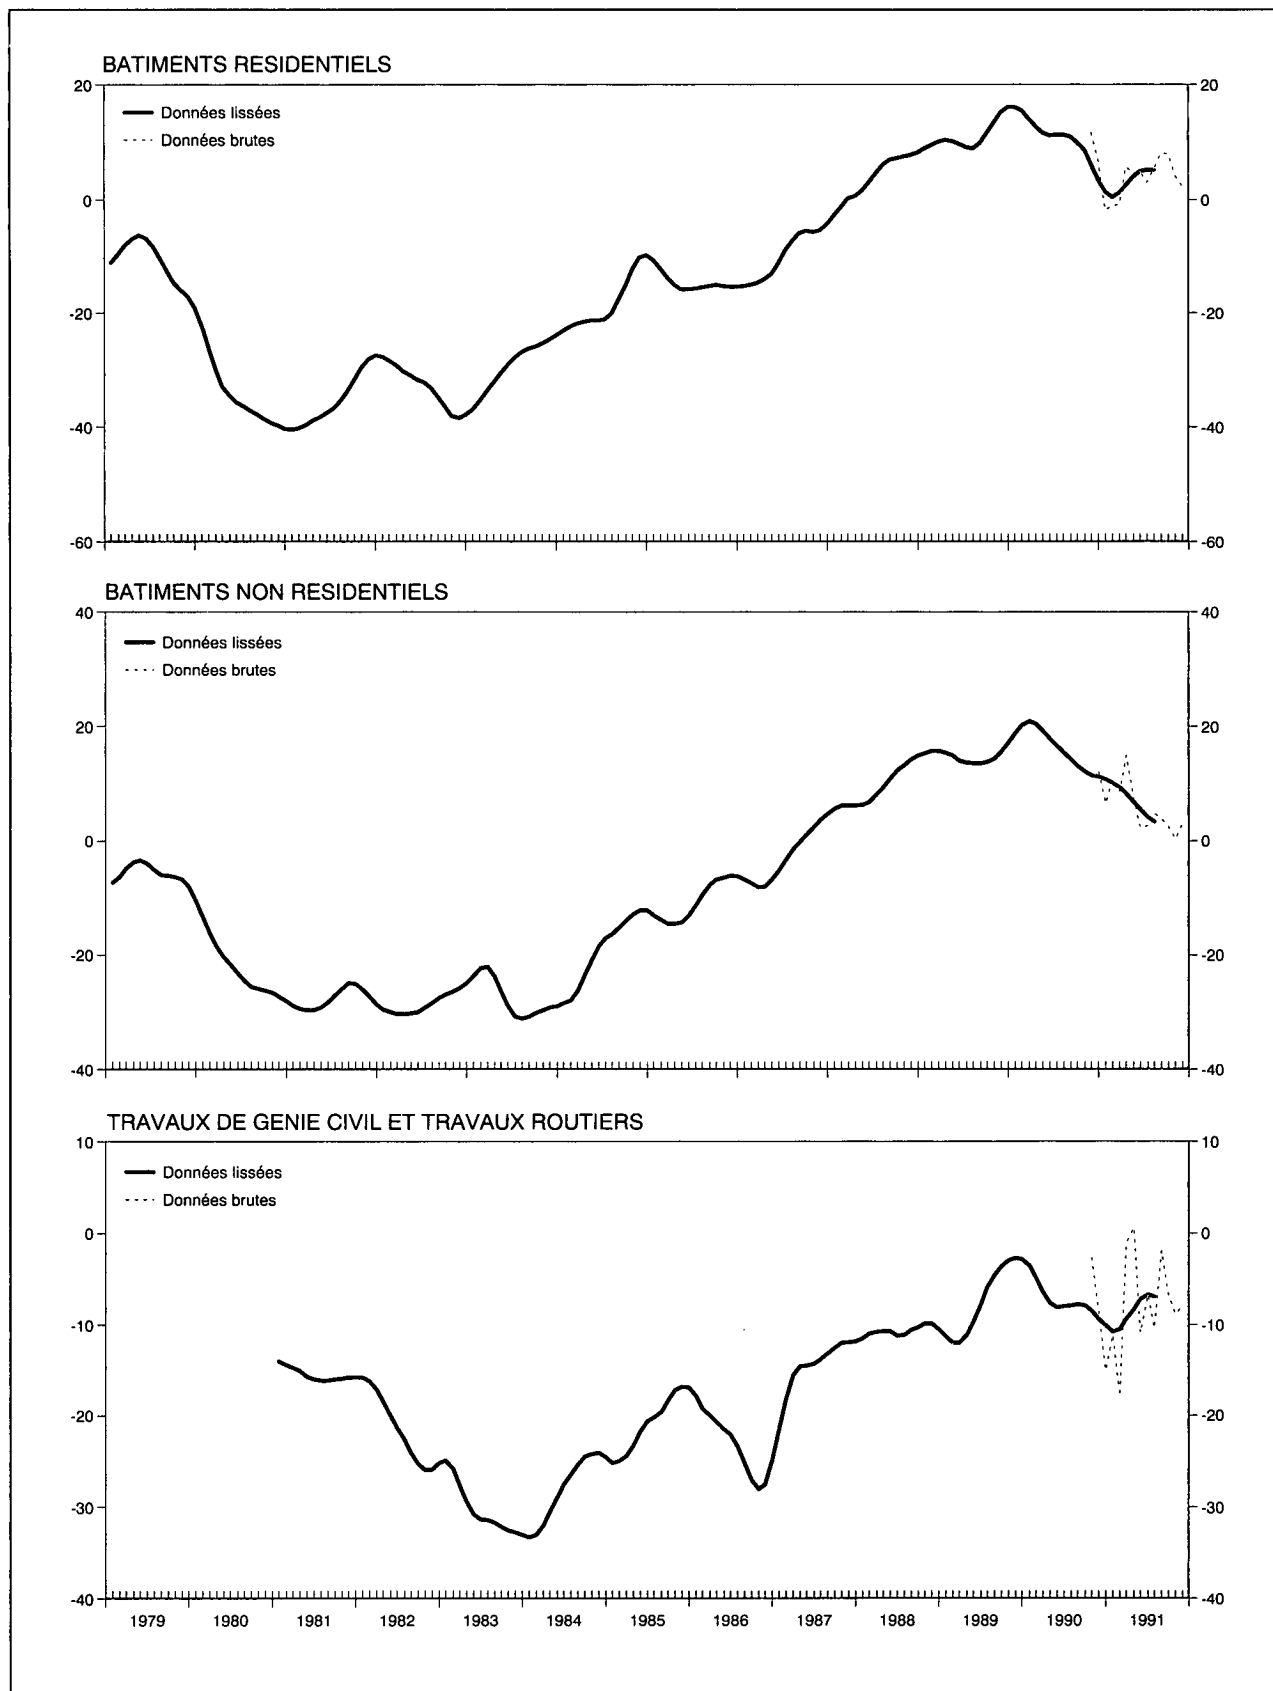 BATIMENTS RESIDENTIELS
20 20
Données lissées
Données brutes
0 0
-20 -20
-40 -40
-60 -60
BATIMENTS NON RESIDENTIELS
40 40
Données lissées
Données brutes
20 20
0 0
-20 -20
-40 -40
TRAVAUX DE GENIE CIVIL ET TRAVAUX ROUTIERS
10 10
Données lissées
Données brutes
0 0
-10 -10
-20 -20
-30 -30
-40 -40
1979 1980 1981 1982 1983 1984 1985 1986 1987 1988 1989 1990 1991